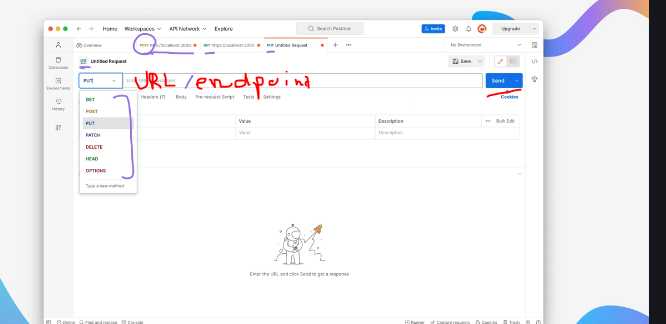 Home Workspaces API Network Explore Search Postman Invite Upgrade
Overview POST http://localhost:3000 GET https://localhost:3300 PUT Untitled Request No Environment
Untitled Request Save
PUT URL/endpoint Send
Headers (7) Body Pre-request Script Tests Settings Cookies
Collections
Environments
History
GET
POST
PUT
PATCH
DELETE
HEAD
OPTIONS
Type a new method
Value Description Bulk Edit
Value Description
Enter the URL and click Send to get a response
Online Find and replace Console Runner Capture requests Cookies Trash